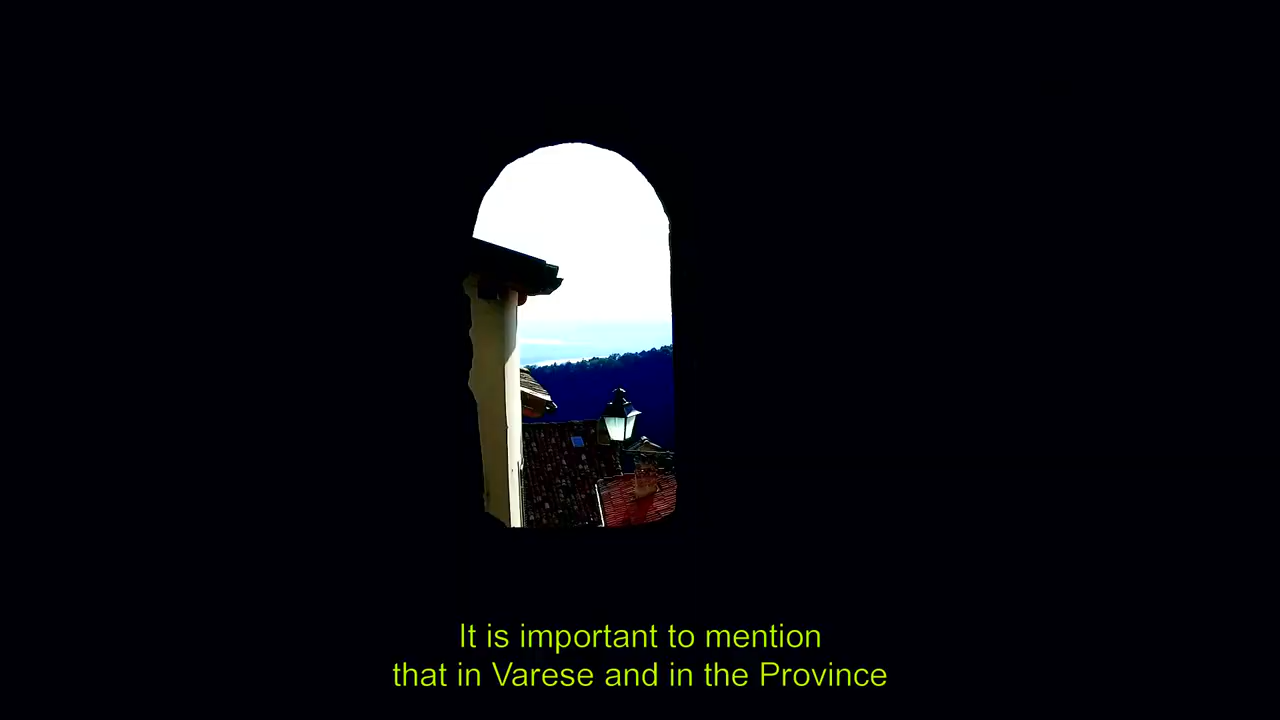 It is important to mention
that in Varese and in the Province